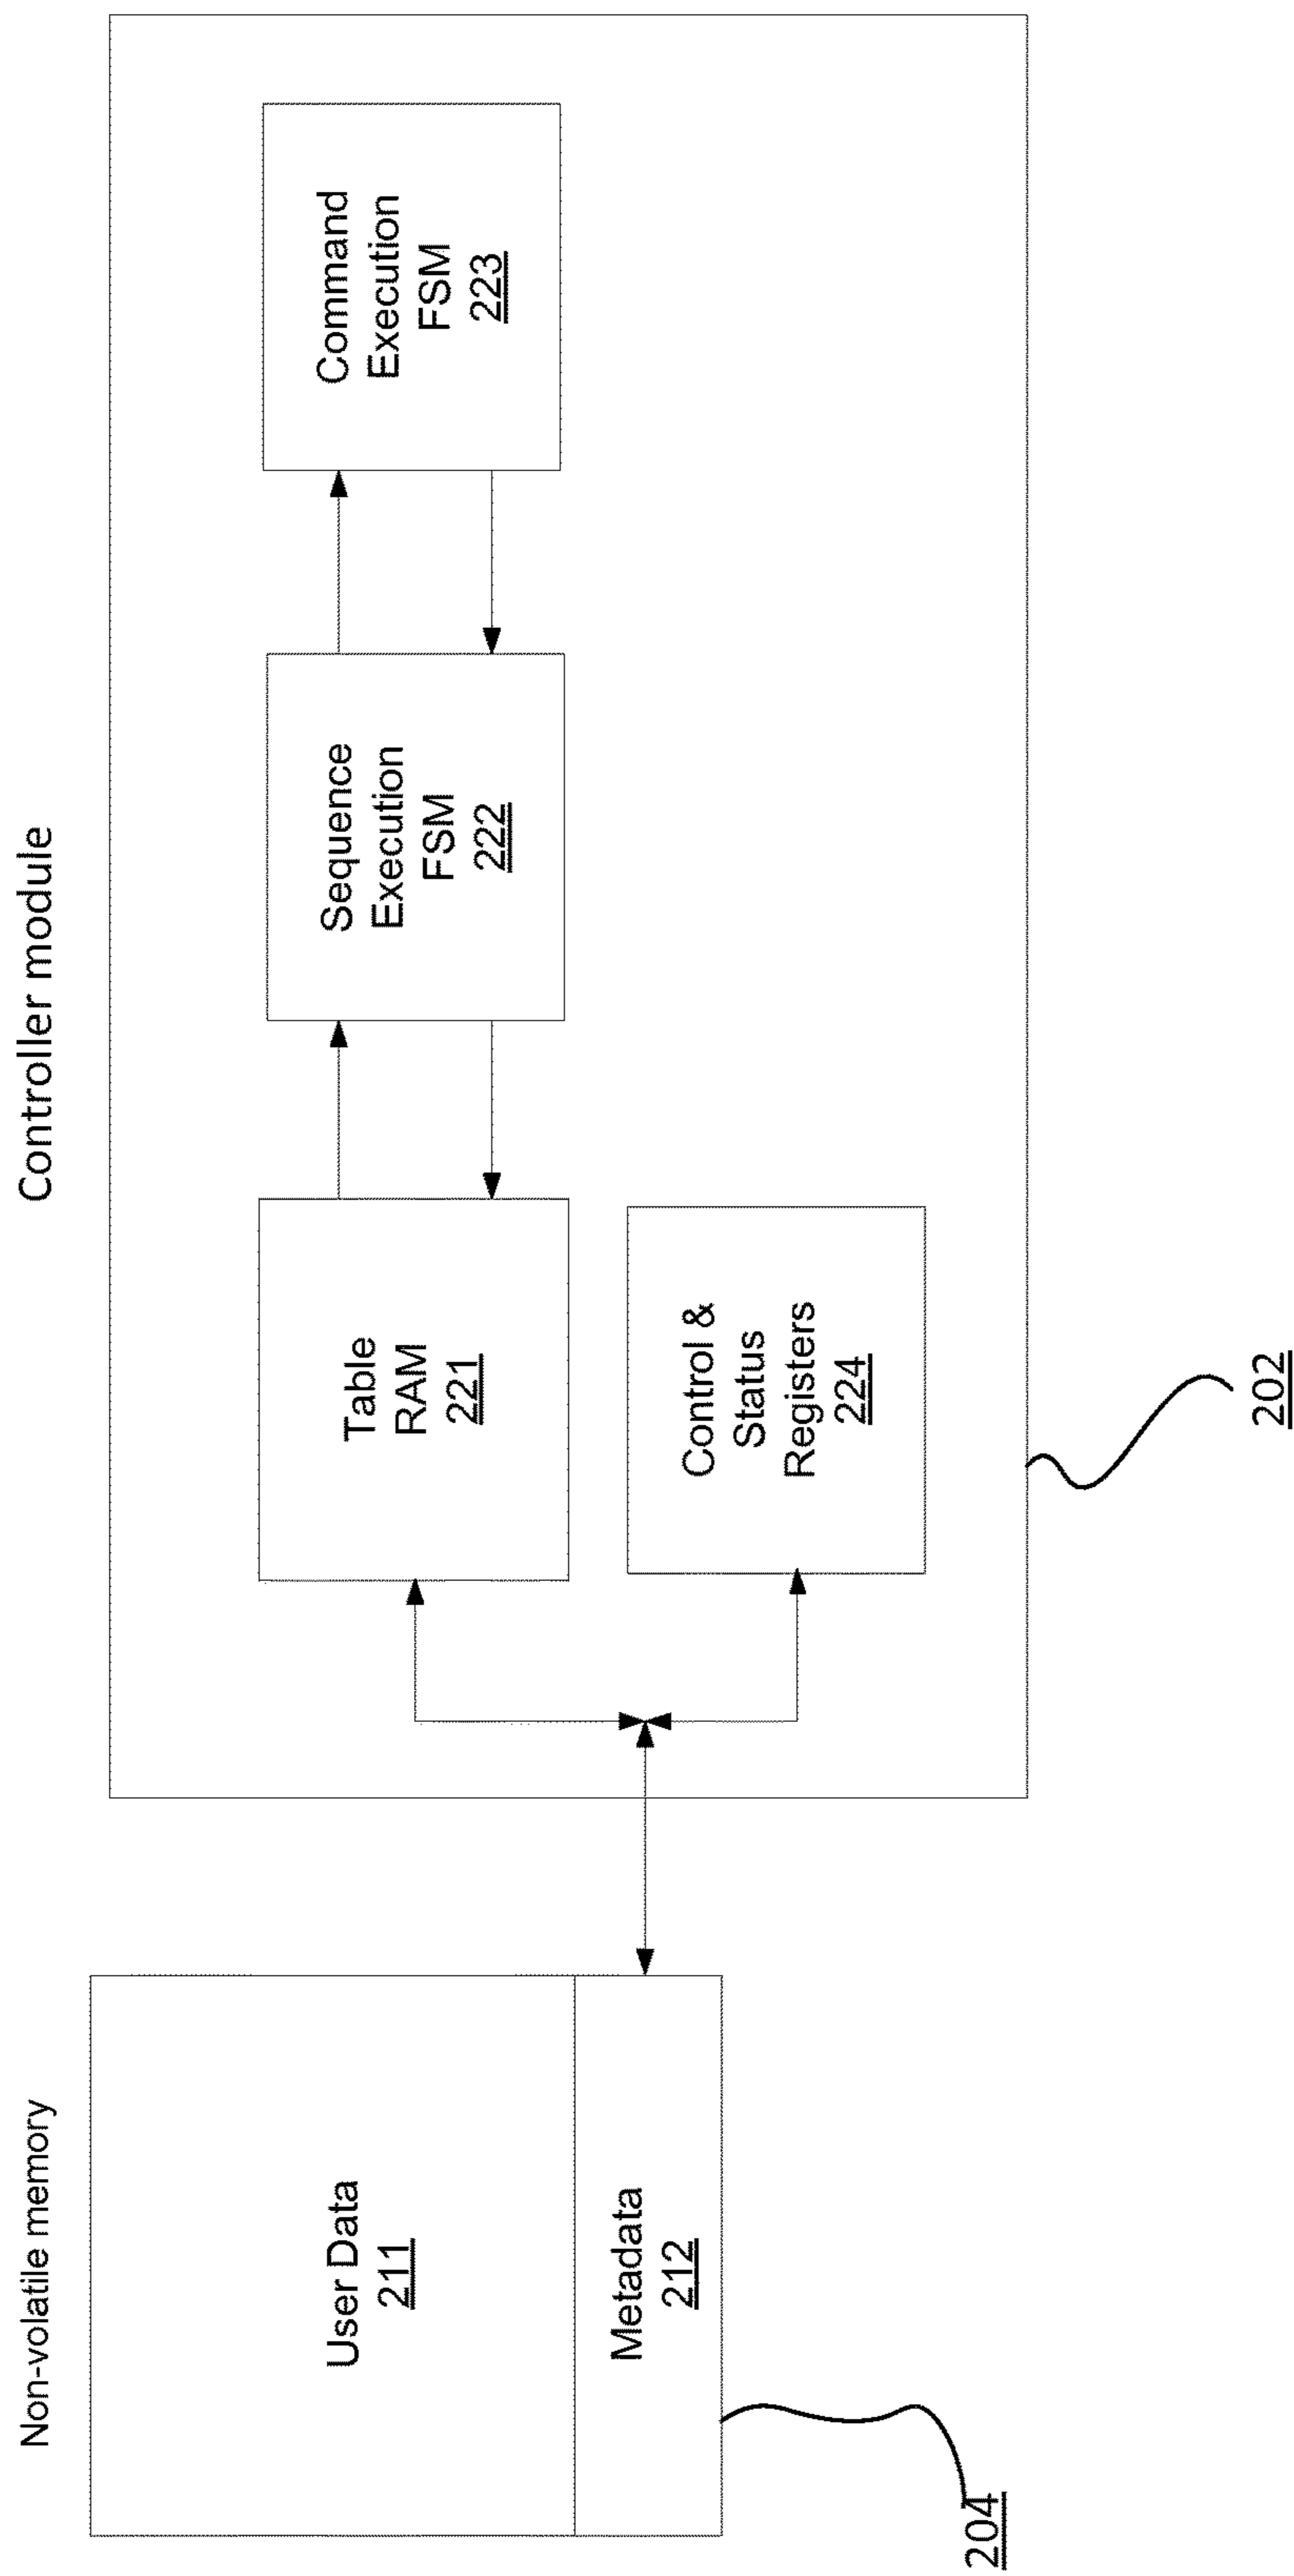 Non-volatile memory
Controller module
User Data
211
Metadata
212
204
Table
RAM
221
Control &
Status
Registers
224
Sequence
Execution
FSM
222
Command
Execution
FSM
223
202